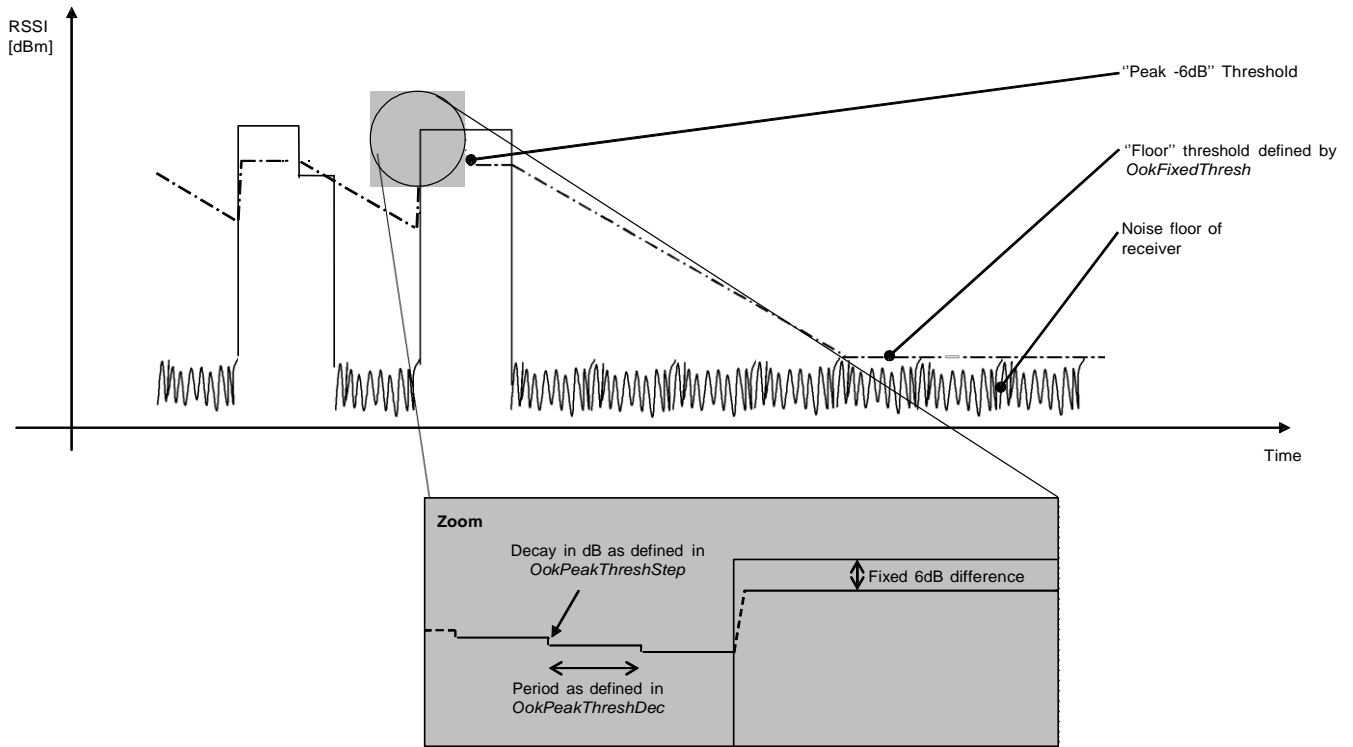 RSSI
[dBm]
‘'Peak -6dB'' Threshold
‘'Floor'' threshold defined by
OokFixedThresh
Noise floor of
receiver
Time
Zoom
Decay in dB as defined in
OokPeakThreshStep
Fixed 6dB difference
Period as defined in
OokPeakThreshDec